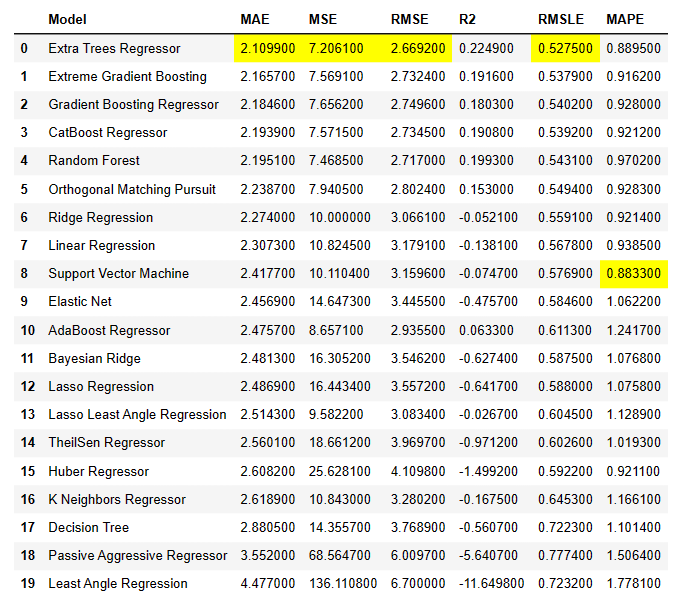 Model MAE MSE RMSE R2 RMSLE MAPE
0 Extra Trees Regressor 2.109900 7.206100 2.669200 0.224900 0.527500 0.889500
1 Extreme Gradient Boosting 2.165700 7.569100 2.732400 0.191600 0.537900 0.916200
2 Gradient Boosting Regressor 2.184600 7.656200 2.749600 0.180300 0.540200 0.928000
3 CatBoost Regressor 2.193900 7.571500 2.734500 0.190800 0.539200 0.921200
4 Random Forest 2.195100 7.468500 2.717000 0.199300 0.543100 0.970200
5 Orthogonal Matching Pursuit 2.238700 7.940500 2.802400 0.153000 0.549400 0.928300
6 Ridge Regression 2.274000 10.000000 3.066100 -0.052100 0.559100 0.921400
7 Linear Regression 2.307300 10.824500 3.179100 -0.138100 0.567800 0.938500
8 Support Vector Machine 2.417700 10.110400 3.159600 -0.074700 0.576900 0.883300
9 Elastic Net 2.456900 14.647300 3.445500 -0.475700 0.584600 1.062200
10 AdaBoost Regressor 2.475700 8.657100 2.935500 0.063300 0.611300 1.241700
11 Bayesian Ridge 2.481300 16.305200 3.546200 -0.627400 0.587500 1.076800
12 Lasso Regression 2.486900 16.443400 3.557200 -0.641700 0.588000 1.075800
13 Lasso Least Angle Regression 2.514300 9.582200 3.083400 -0.026700 0.604500 1.128900
14 TheilSen Regressor 2.560100 18.661200 3.969700 -0.971200 0.602600 1.019300
15 Huber Regressor 2.608200 25.628100 4.109800 -1.499200 0.592200 0.921100
16 K Neighbors Regressor 2.618900 10.843000 3.280200 -0.167500 0.645300 1.166100
17 Decision Tree 2.880500 14.355700 3.768900 -0.560700 0.722300 1.101400
18 Passive Aggressive Regressor 3.552000 68.564700 6.009700 -5.640700 0.777400 1.506400
19 Least Angle Regression 4.477000 136.110800 6.700000 -11.649800 0.723200 1.778100